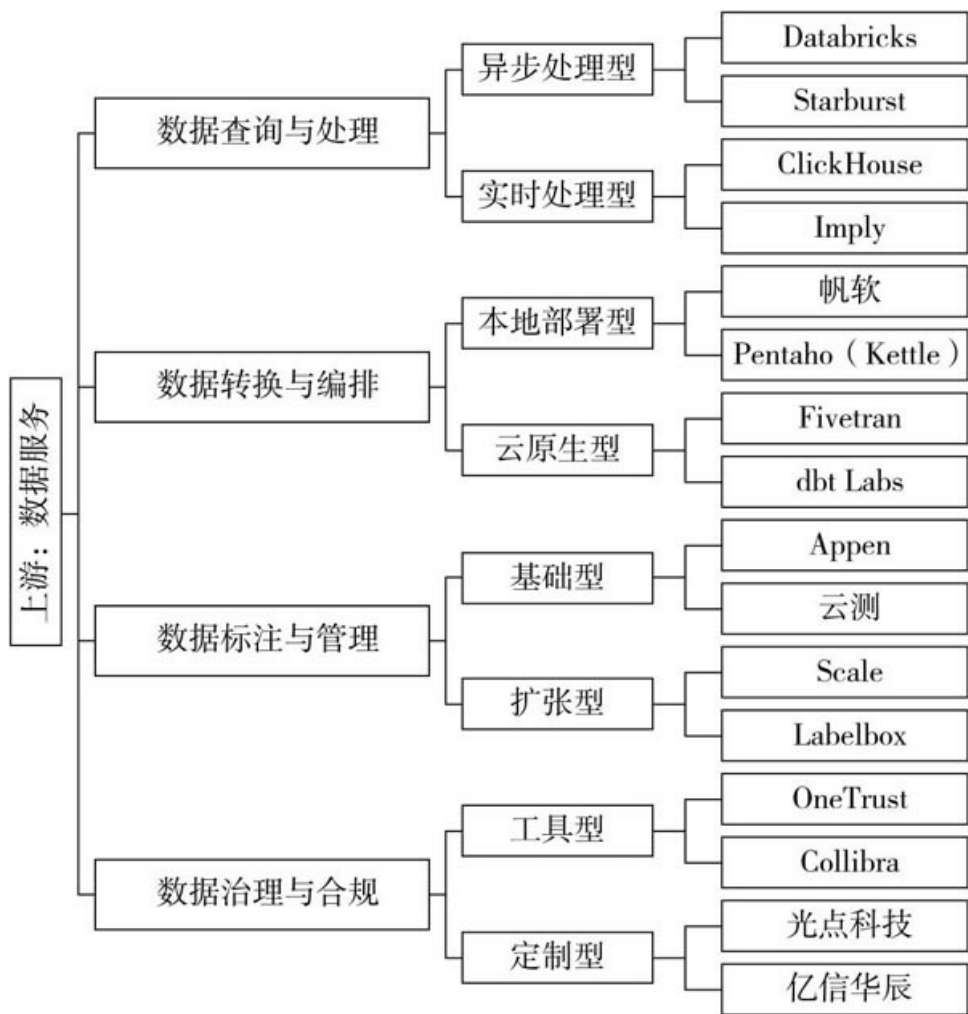 上游：数据服务
数据查询与处理
异步处理型
Databricks
Starburst
实时处理型
ClickHouse
Imply
数据转换与编排
本地部署型
帆软
Pentaho（Kettle）
云原生型
Fivetran
dbt Labs
数据标注与管理
基础型
Appen
云测
扩张型
Scale
Labelbox
数据治理与合规
工具型
OneTrust
Collibra
定制型
光点科技
亿信华辰